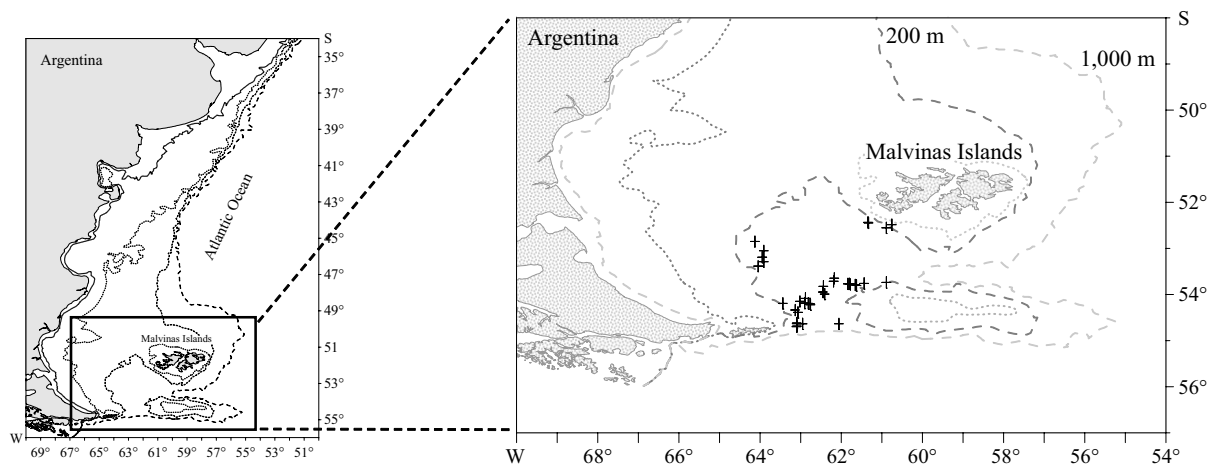 S
Argentina
35°
37°
39°
41°
43°
45°
47°
49°
51°
53°
55°
Atlantic Ocean
Malvinas Islands
W
69° 67° 65° 63° 61° 59° 57° 55° 53° 51°
S
Argentina
200 m
1,000 m
50°
Malvinas Islands
52°
54°
56°
W 68° 66° 64° 62° 60° 58° 56° 54°